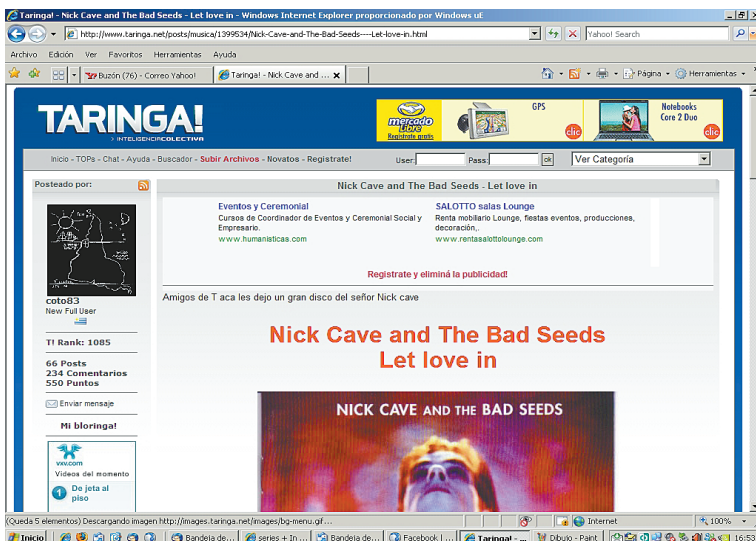 Taringa! - Nick Cave and The Bad Seeds - Let love in - Windows Internet Explorer proporcionado por Windows uE
http://www.taringa.net/posts/musica/1399534/Nick-Cave-and-The-Bad-Seeds----Let-love-in.html
Yahoo! Search
Archivo Edición Ver Favoritos Herramientas Ayuda
Buzón (76) - Correo Yahoo!
Taringa! - Nick Cave and ...
Página
Herramientas
TARINGA!
INTELIGENCIACOLECTIVA
mercado
libre
Registrate gratis
GPS
clic
Notebooks
Core 2 Duo
clic
Inicio - TOPs - Chat - Ayuda - Buscador - Subir Archivos - Novatos - Registrate!
User:
Pass:
ok
Ver Categoría
Posteado por:
Nick Cave and The Bad Seeds - Let love in
Eventos y Ceremonial
Cursos de Coordinador de Eventos y Ceremonial Social y
Empresario.
www.humanisticas.com
SALOTTO salas Lounge
Renta mobiliario Lounge, fiestas eventos, producciones,
decoración,.
www.rentasalottolounge.com
Registrate y eliminá la publicidad!
coto83
New Full User
T! Rank: 1085
66 Posts
234 Comentarios
550 Puntos
Enviar mensaje
Mi bloringa!
vxv.com
Videos del momento
1 De jeta al
piso
Amigos de T aca les dejo un gran disco del señor Nick cave
Nick Cave and The Bad Seeds
Let love in
NICK CAVE AND THE BAD SEEDS
(Queda 5 elementos) Descargando imagen http://images.taringa.net/images/bg-menu.gif...
Internet
100%
Inicio
Bandeja de...
series + In ...
Bandeja de...
Facebook | ...
Taringa! - ...
Dibujo - Paint
16:53